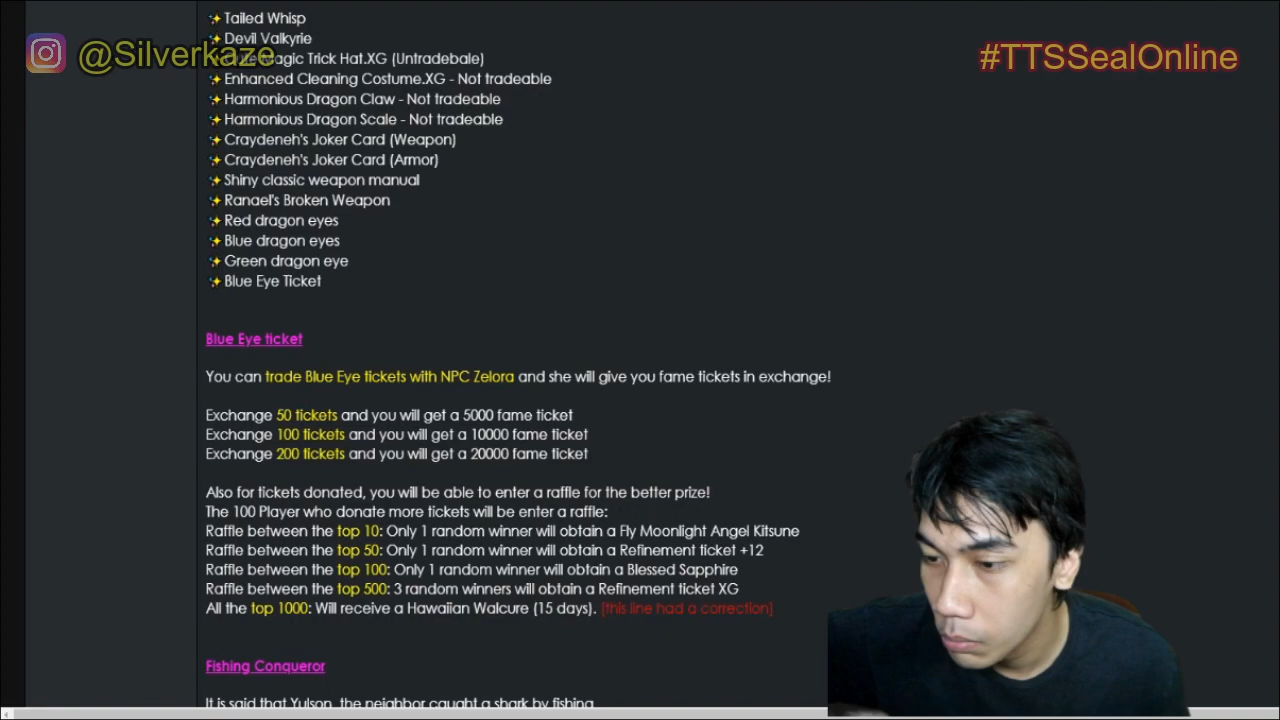 Tailed Whisp
Devil Valkyrie
@Silverkaze
Magic Trick Hat.XG (Untradebale)
#TTSSealOnline
Enhanced Cleaning Costume.XG - Not tradeable
Harmonious Dragon Claw - Not tradeable
Harmonious Dragon Scale - Not tradeable
Craydeneh's Joker Card (Weapon)
Craydeneh's Joker Card (Armor)
Shiny classic weapon manual
Ranael's Broken Weapon
Red dragon eyes
Blue dragon eyes
Green dragon eye
Blue Eye Ticket
Blue Eye ticket
You can trade Blue Eye tickets with NPC Zelora and she will give you fame tickets in exchange!
Exchange 50 tickets and you will get a 5000 fame ticket
Exchange 100 tickets and you will get a 10000 fame ticket
Exchange 200 tickets and you will get a 20000 fame ticket
Also for tickets donated, you will be able to enter a raffle for the better prize!
The 100 Player who donate more tickets will be enter a raffle:
Raffle between the top 10: Only 1 random winner will obtain a Fly Moonlight Angel Kitsune
Raffle between the top 50: Only 1 random winner will obtain a Refinement ticket +12
Raffle between the top 100: Only 1 random winner will obtain a Blessed Sapphire
Raffle between the top 500: 3 random winners will obtain a Refinement ticket XG
All the top 1000: Will receive a Hawaiian Walcure (15 days). (this line had a correction)
Fishing Conqueror
It is said that Yulson, the neighbor caught a shark by fishing